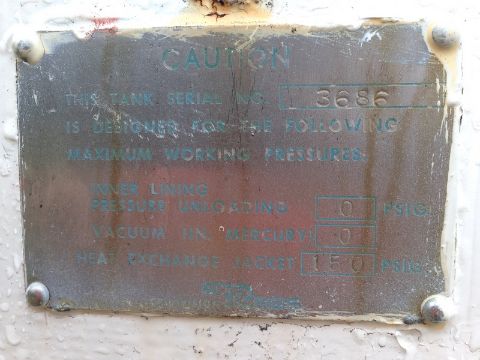 CAUTION
THIS TANK SERIAL NO. 3686
IS DESIGNED FOR THE FOLLOWING
MAXIMUM WORKING PRESSURES.
INNER LINING
PRESSURE UNLOADING 0 PSIG
VACUUM (IN. MERCURY) 0
HEAT EXCHANGE JACKET 150 PSIG